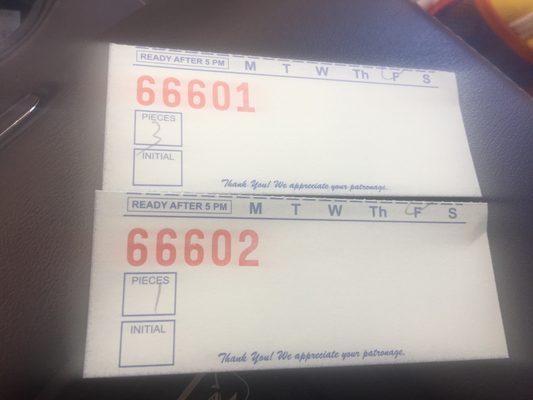 READY AFTER 5 PM M T W Th F S
66601
PIECES
3
INITIAL
Thank You! We appreciate your patronage.
READY AFTER 5 PM M T W Th F S
66602
PIECES
1
INITIAL
Thank You! We appreciate your patronage.